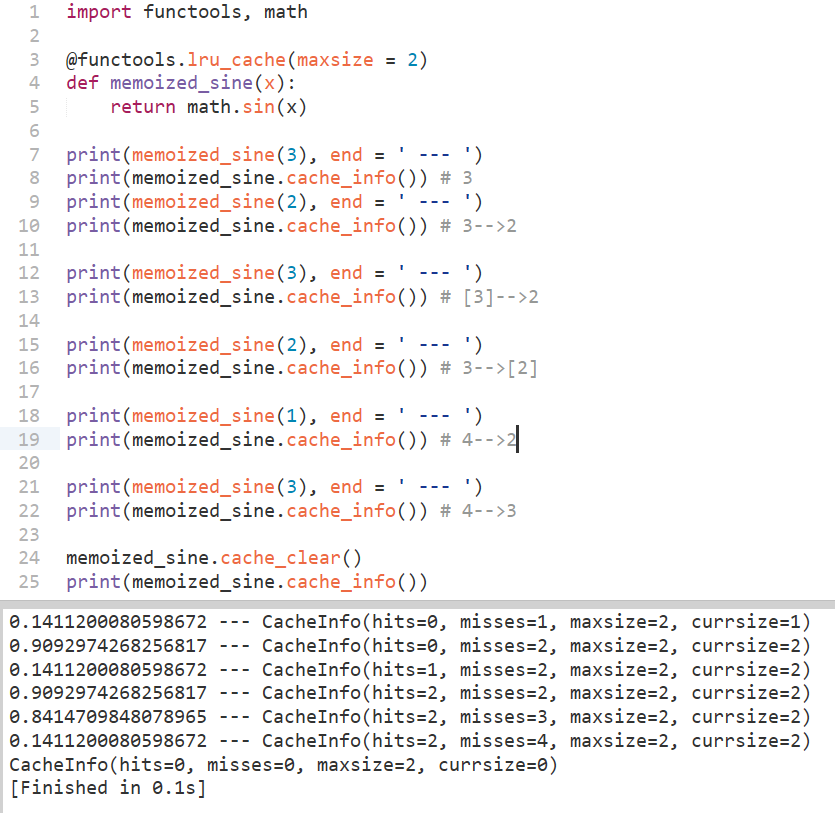 1 import functools, math
2
3 @functools.lru_cache(maxsize = 2)
4 def memoized_sine(x):
5     return math.sin(x)
6
7 print(memoized_sine(3), end = ' --- ')
8 print(memoized_sine.cache_info()) # 3
9 print(memoized_sine(2), end = ' --- ')
10 print(memoized_sine.cache_info()) # 3-->2
11
12 print(memoized_sine(3), end = ' --- ')
13 print(memoized_sine.cache_info()) # [3]-->2
14
15 print(memoized_sine(2), end = ' --- ')
16 print(memoized_sine.cache_info()) # 3-->[2]
17
18 print(memoized_sine(1), end = ' --- ')
19 print(memoized_sine.cache_info()) # 4-->2
20
21 print(memoized_sine(3), end = ' --- ')
22 print(memoized_sine.cache_info()) # 4-->3
23
24 memoized_sine.cache_clear()
25 print(memoized_sine.cache_info())
0.1411200080598672 --- CacheInfo(hits=0, misses=1, maxsize=2, currsize=1)
0.9092974268256817 --- CacheInfo(hits=0, misses=2, maxsize=2, currsize=2)
0.1411200080598672 --- CacheInfo(hits=1, misses=2, maxsize=2, currsize=2)
0.9092974268256817 --- CacheInfo(hits=2, misses=2, maxsize=2, currsize=2)
0.8414709848078965 --- CacheInfo(hits=2, misses=3, maxsize=2, currsize=2)
0.1411200080598672 --- CacheInfo(hits=2, misses=4, maxsize=2, currsize=2)
CacheInfo(hits=0, misses=0, maxsize=2, currsize=0)
[Finished in 0.1s]